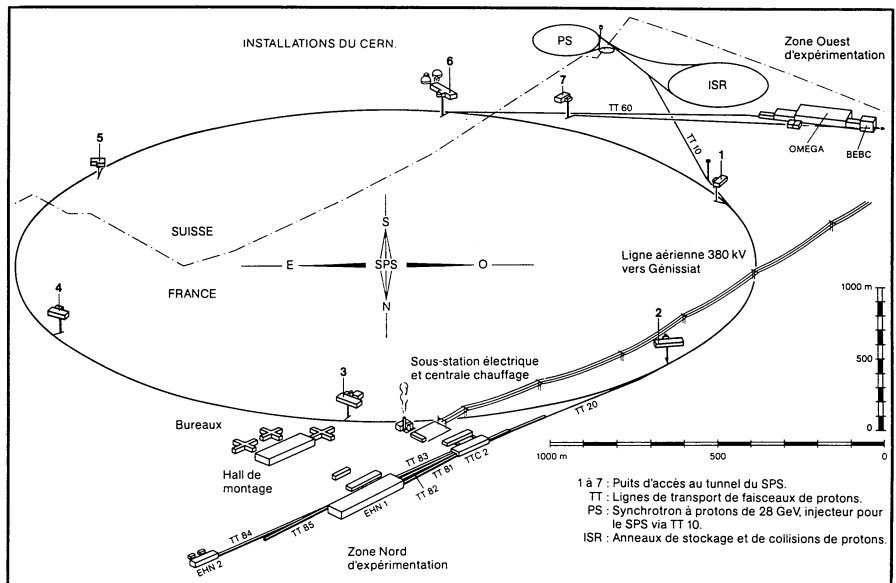 INSTALLATIONS DU CERN.
Zone Ouest
d'expérimentation
PS
ISR
6
7
TT 60
OMEGA
BEBC
TT 10
1
5
SUISSE
FRANCE
S
E
SPS
O
N
Ligne aérienne 380 kV
vers Génissiat
4
2
3
Sous-station électrique
et centrale chauffage
1000 m
500
0
Bureaux
Hall de
montage
TT 20
TTC 2
TT 83
TT 81
TT 82
EHN 1
TT 85
TT 84
EHN 2
Zone Nord
d'expérimentation
1000 m
500
0
1 à 7 : Puits d'accès au tunnel du SPS.
TT : Lignes de transport de faisceaux de protons.
PS : Synchrotron à protons de 28 GeV, injecteur pour
le SPS via TT 10.
ISR : Anneaux de stockage et de collisions de protons.